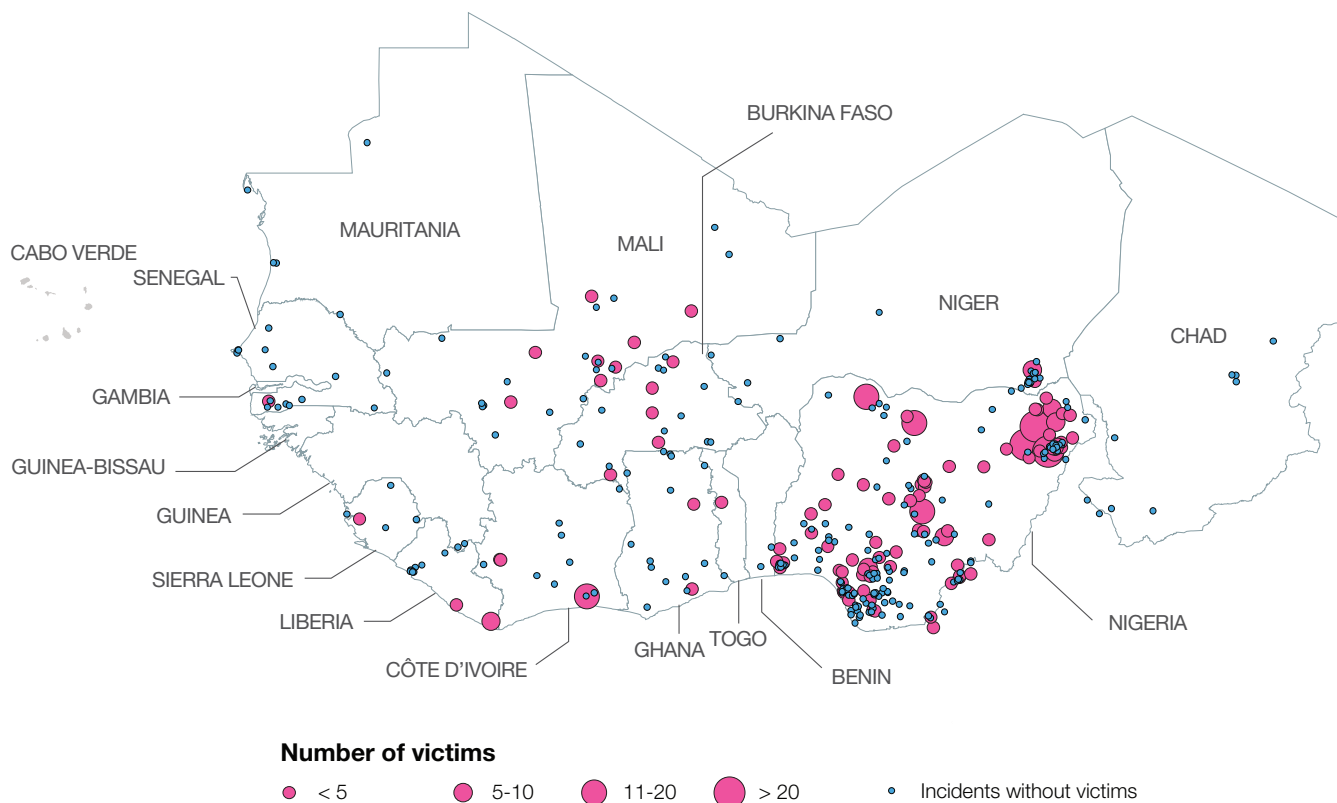 BURKINA FASO
MAURITANIA
MALI
CABO VERDE
SENEGAL
NIGER
CHAD
GAMBIA
GUINEA-BISSAU
GUINEA
SIERRA LEONE
LIBERIA
NIGERIA
TOGO
GHANA
CÔTE D'IVOIRE
BENIN
Number of victims
< 5 5-10 11-20 > 20 Incidents without victims